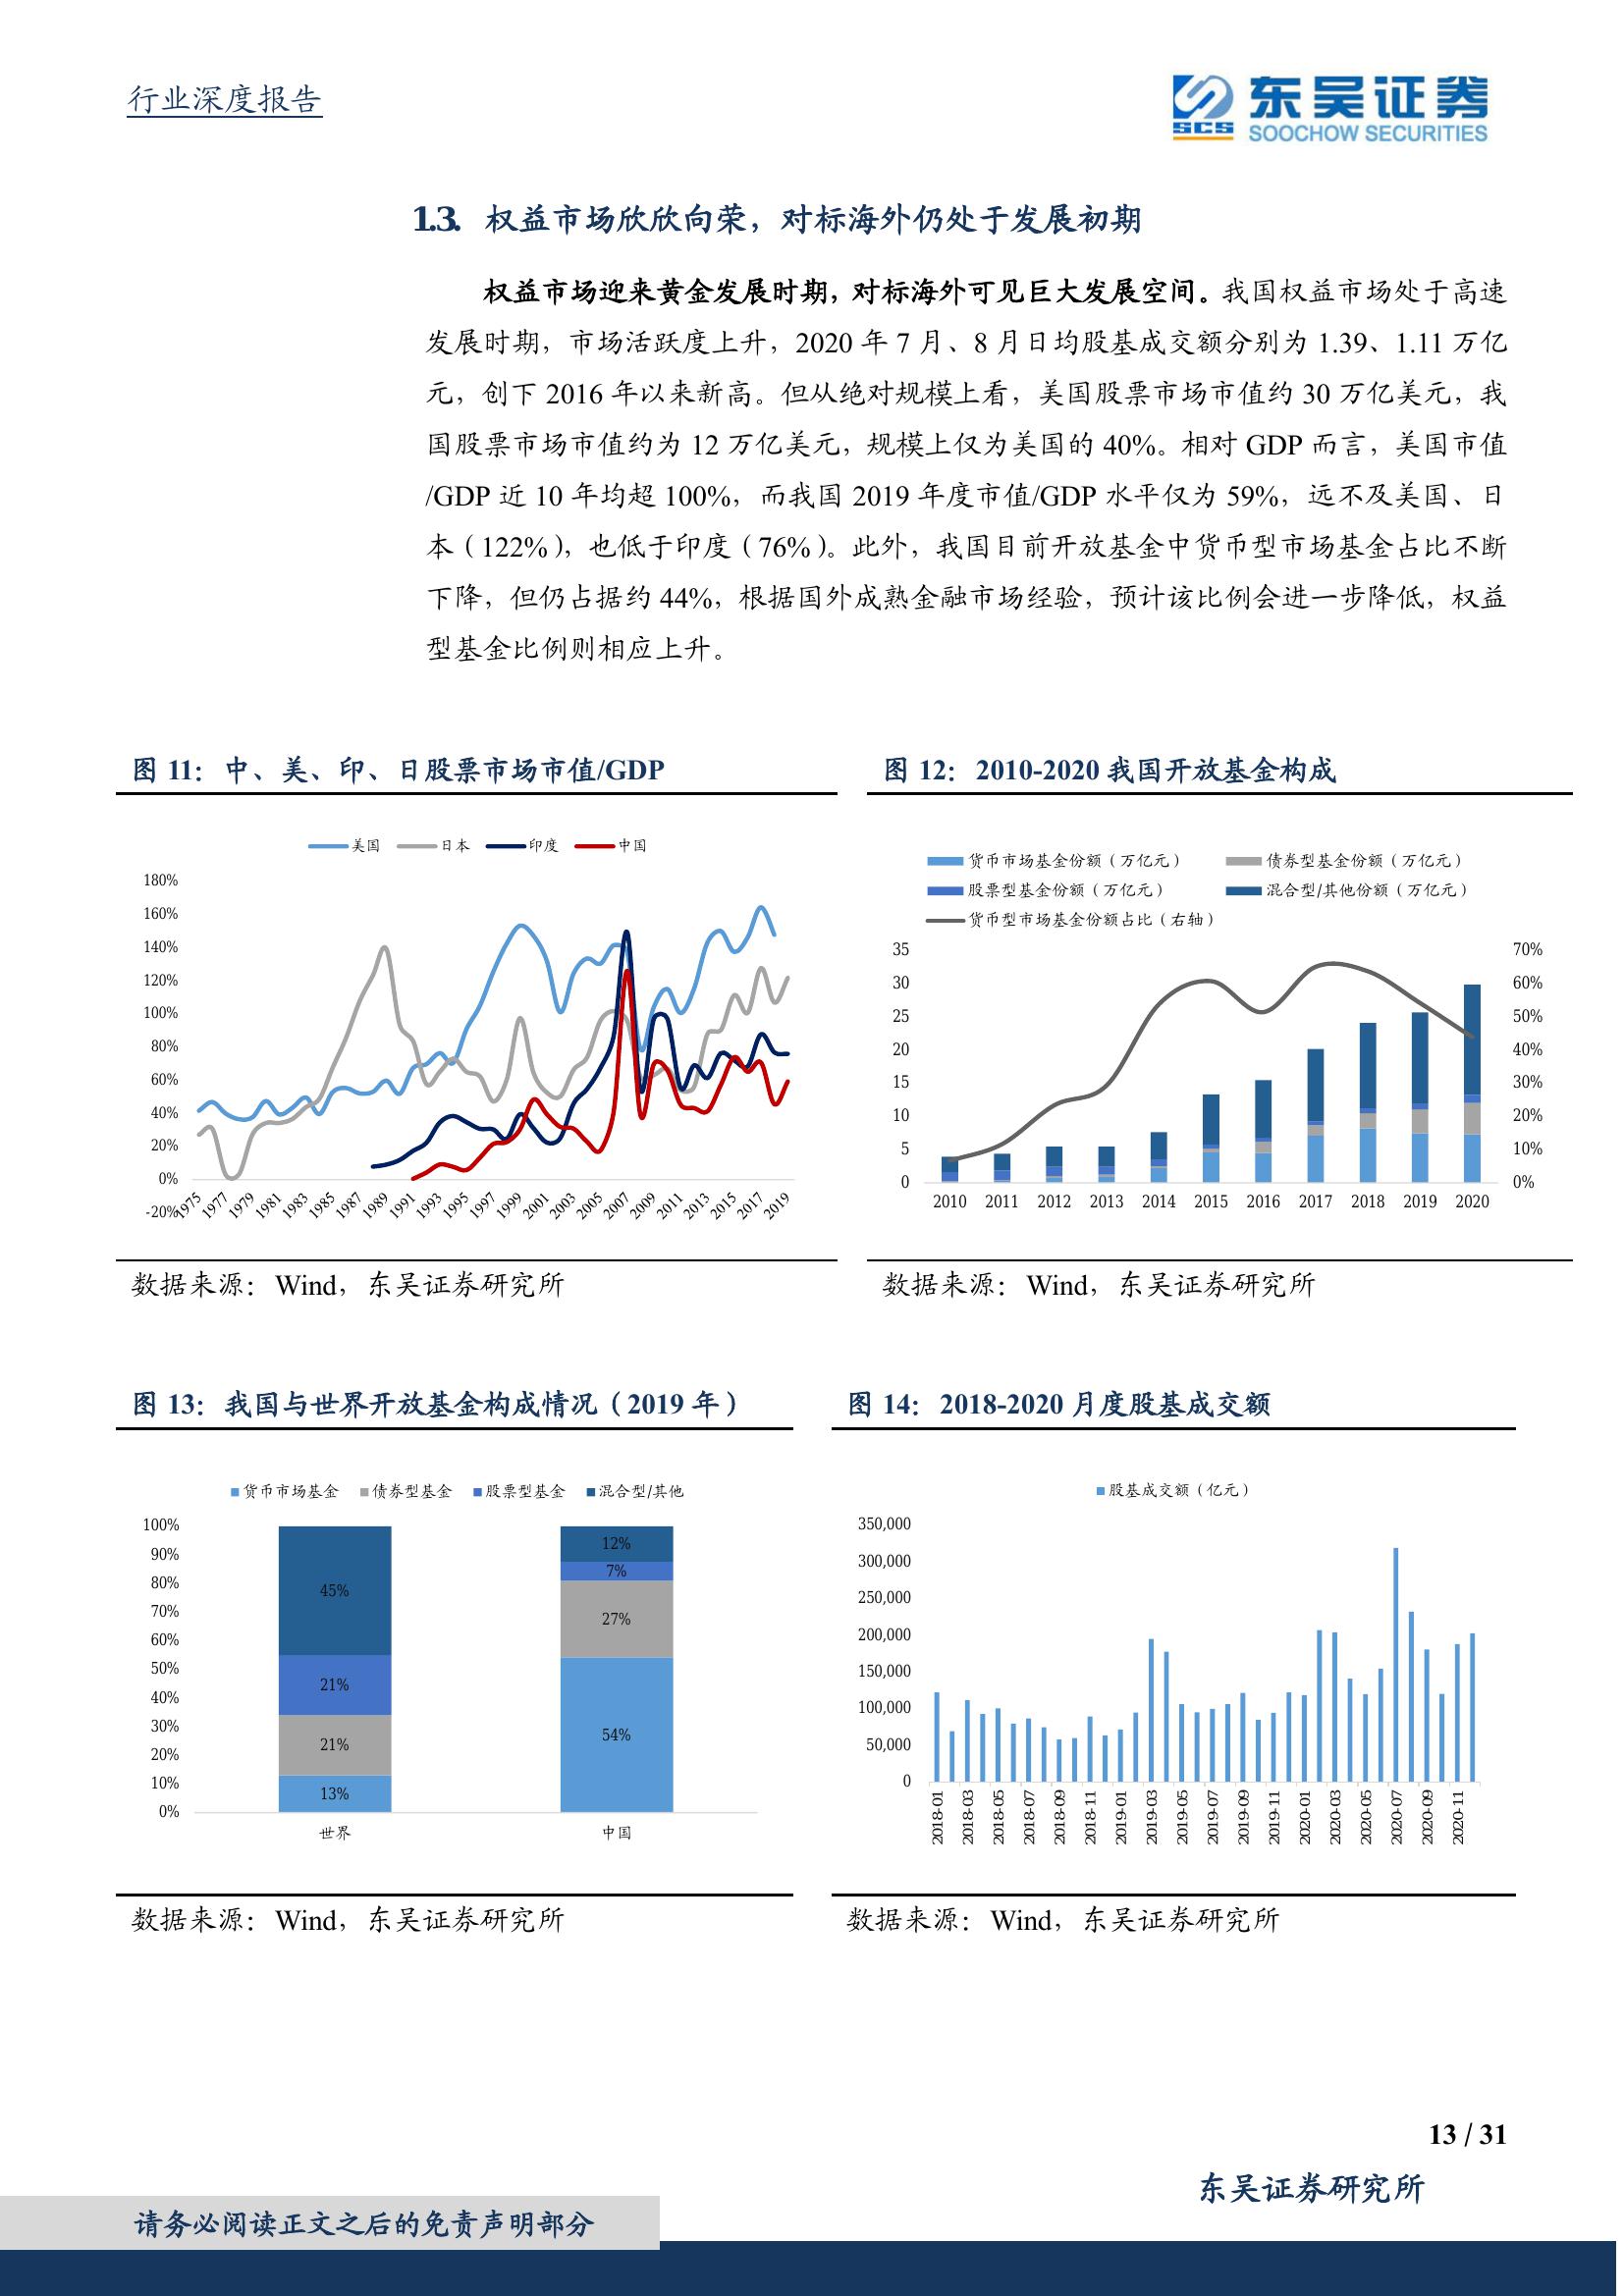 行业深度报告
SCS
东吴证券
SOOCHOW SECURITIES
1.3. 权益市场欣欣向荣，对标海外仍处于发展初期
权益市场迎来黄金发展时期，对标海外可见巨大发展空间。我国权益市场处于高速
发展时期，市场活跃度上升，2020 年 7 月、8 月日均股基成交额分别为 1.39、1.11 万亿
元，创下 2016 年以来新高。但从绝对规模上看，美国股票市场市值约 30 万亿美元，我
国股票市场市值约为 12 万亿美元，规模上仅为美国的 40%。相对 GDP 而言，美国市值
/GDP 近 10 年均超 100%，而我国 2019 年度市值/GDP 水平仅为 59%，远不及美国、日
本（122%），也低于印度（76%）。此外，我国目前开放基金中货币型市场基金占比不断
下降，但仍占据约 44%，根据国外成熟金融市场经验，预计该比例会进一步降低，权益
型基金比例则相应上升。
图 11：中、美、印、日股票市场市值/GDP
美国 日本 印度 中国
180%
160%
140%
120%
100%
80%
60%
40%
20%
0%
-20%
1975 1977 1979 1981 1983 1985 1987 1989 1991 1993 1995 1997 1999 2001 2003 2005 2007 2009 2011 2013 2015 2017 2019
数据来源：Wind，东吴证券研究所
图 12：2010-2020 我国开放基金构成
货币市场基金份额（万亿元） 债券型基金份额（万亿元）
股票型基金份额（万亿元） 混合型/其他份额（万亿元）
货币型市场基金份额占比（右轴）
35 70%
30 60%
25 50%
20 40%
15 30%
10 20%
5 10%
0 0%
2010 2011 2012 2013 2014 2015 2016 2017 2018 2019 2020
数据来源：Wind，东吴证券研究所
图 13：我国与世界开放基金构成情况（2019 年）
货币市场基金 债券型基金 股票型基金 混合型/其他
100%
90%
80%
70%
60%
50%
40%
30%
20%
10%
0%
45%
21%
21%
13%
12%
7%
27%
54%
世界 中国
数据来源：Wind，东吴证券研究所
图 14：2018-2020 月度股基成交额
股基成交额（亿元）
350,000
300,000
250,000
200,000
150,000
100,000
50,000
0
2018-01 2018-03 2018-05 2018-07 2018-09 2018-11 2019-01 2019-03 2019-05 2019-07 2019-09 2019-11 2020-01 2020-03 2020-05 2020-07 2020-09 2020-11
数据来源：Wind，东吴证券研究所
13 / 31
东吴证券研究所
请务必阅读正文之后的免责声明部分